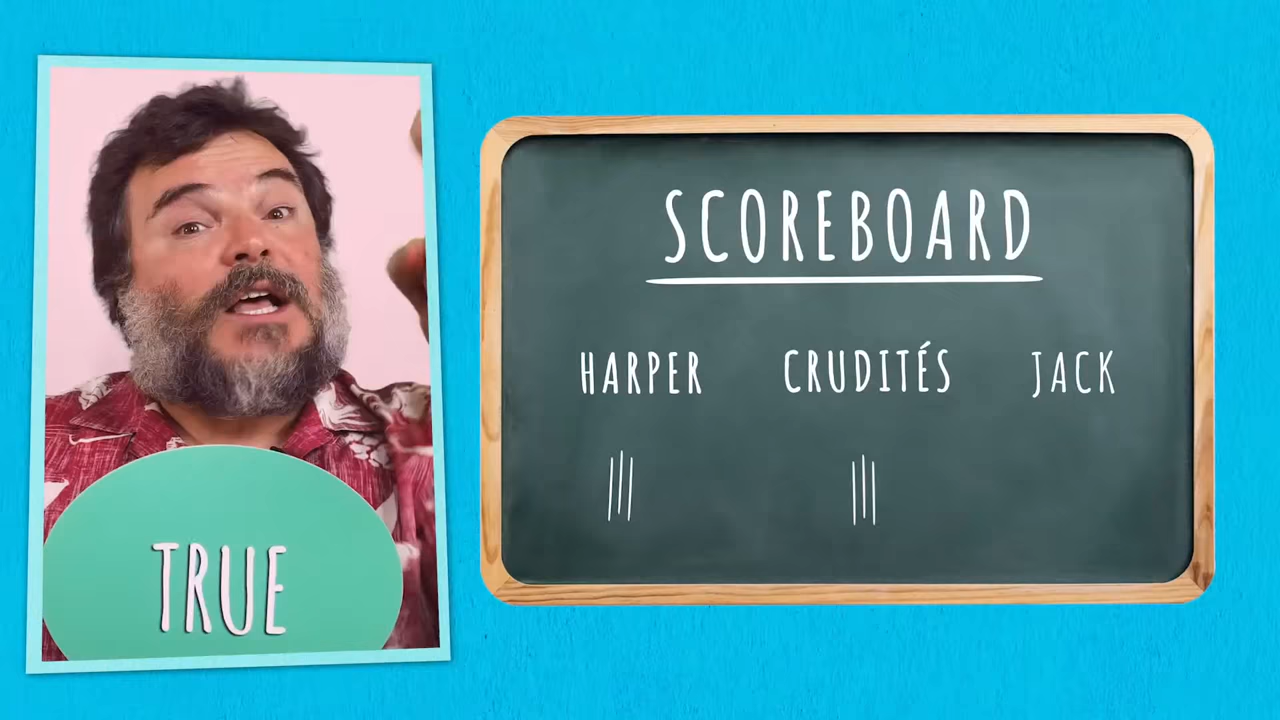 TRUE
SCOREBOARD
HARPER CRUDITÉS JACK
||| |||